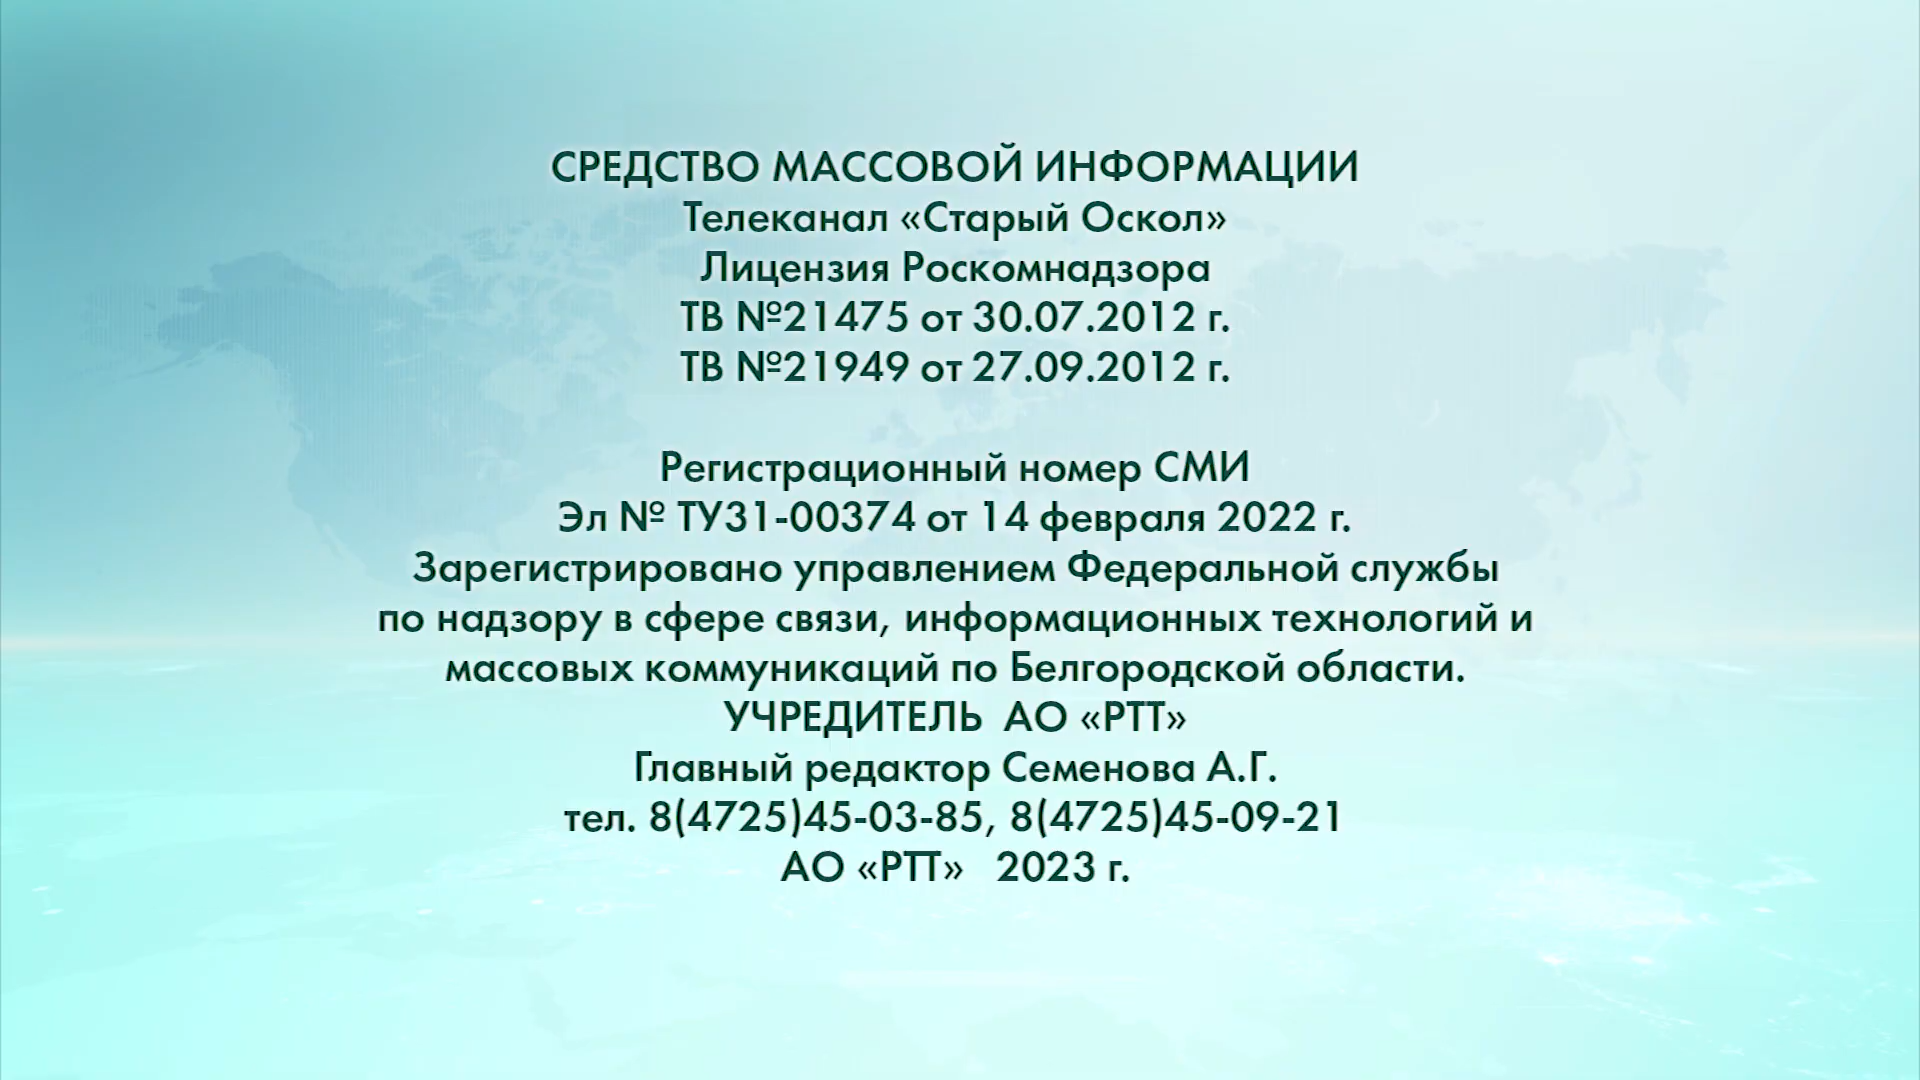 СРЕДСТВО МАССОВОЙ ИНФОРМАЦИИ
Телеканал «Старый Оскол»
Лицензия Роскомнадзора
ТВ №21475 от 30.07.2012 г.
ТВ №21949 от 27.09.2012 г.
Регистрационный номер СМИ
Эл № ТУ31-00374 от 14 февраля 2022 г.
Зарегистрировано управлением Федеральной службы
по надзору в сфере связи, информационных технологий и
массовых коммуникаций по Белгородской области.
УЧРЕДИТЕЛЬ  АО «РТТ»
Главный редактор Семенова А.Г.
тел. 8(4725)45-03-85, 8(4725)45-09-21
АО «РТТ»   2023 г.